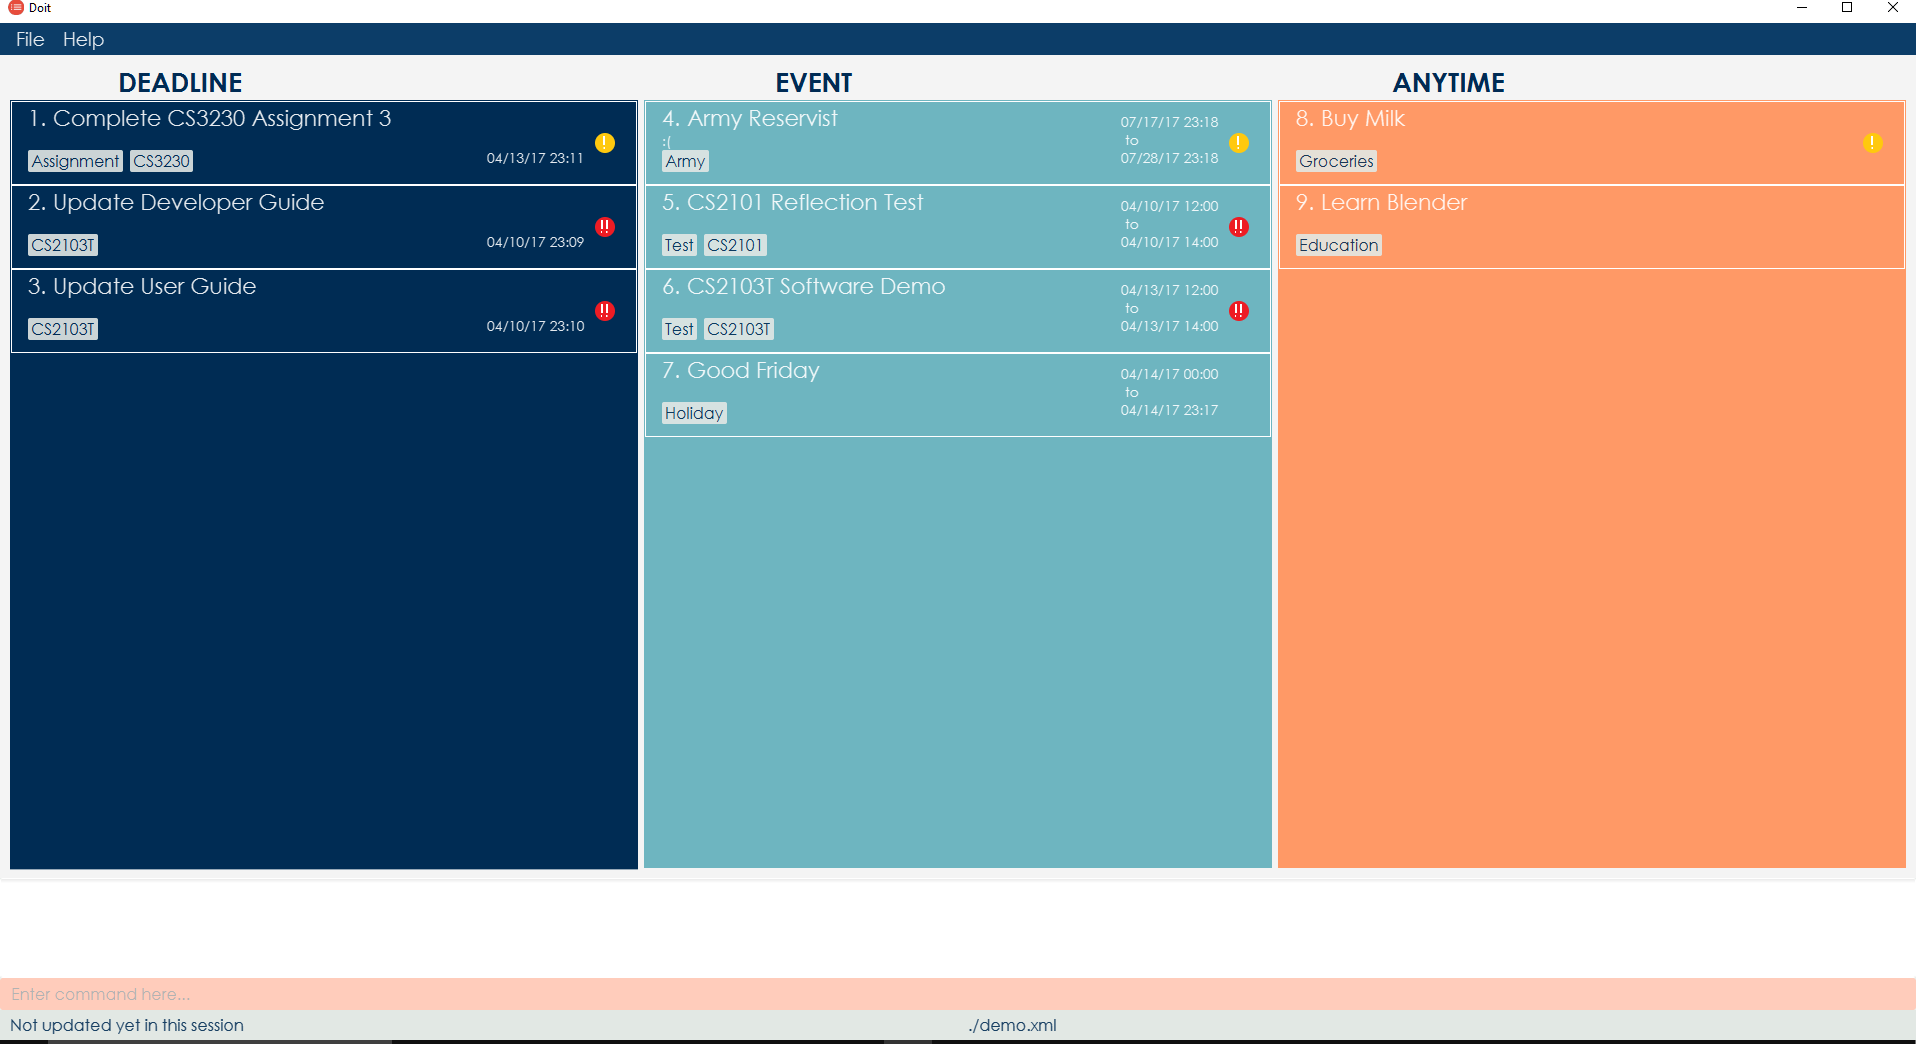 Doit
File Help
DEADLINE
1. Complete CS3230 Assignment 3
Assignment CS3230
04/13/17 23:11
2. Update Developer Guide
CS2103T
04/10/17 23:09
3. Update User Guide
CS2103T
04/10/17 23:10
EVENT
4. Army Reservist
:(
Army
07/17/17 23:18
to
07/28/17 23:18
5. CS2101 Reflection Test
Test CS2101
04/10/17 12:00
to
04/10/17 14:00
6. CS2103T Software Demo
Test CS2103T
04/13/17 12:00
to
04/13/17 14:00
7. Good Friday
Holiday
04/14/17 00:00
to
04/14/17 23:17
ANYTIME
8. Buy Milk
Groceries
9. Learn Blender
Education
Enter command here...
Not updated yet in this session
./demo.xml